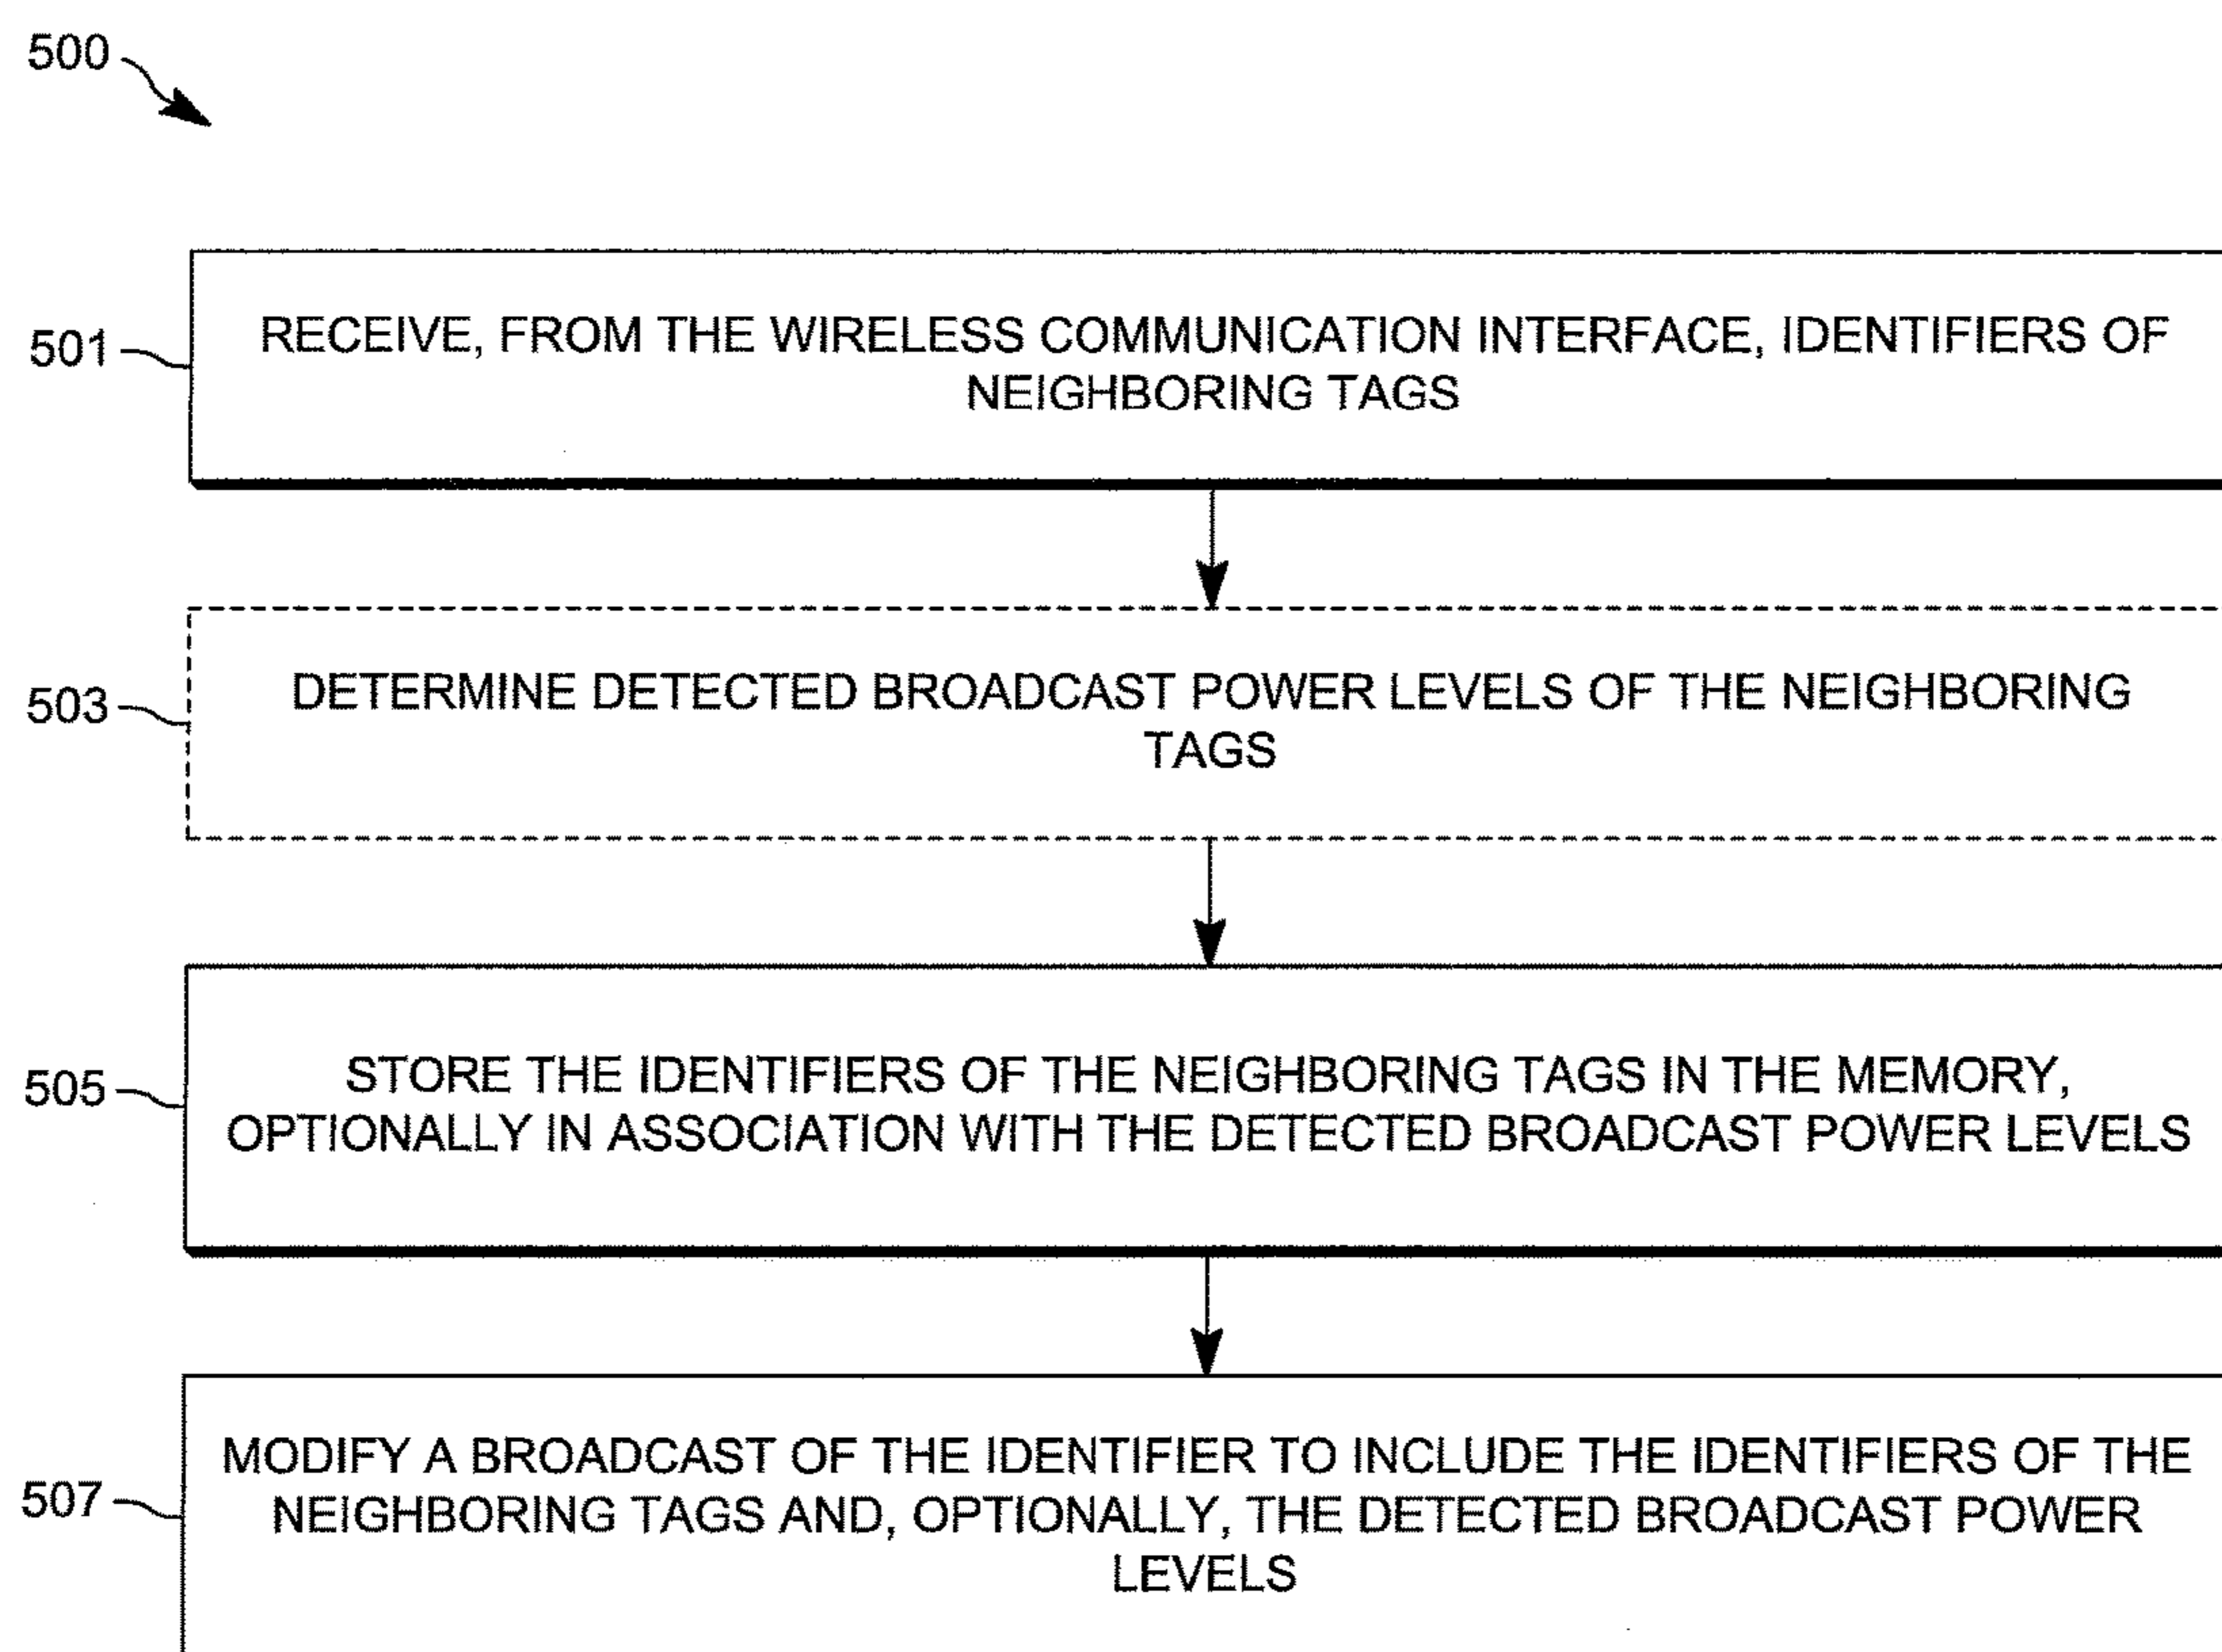 500
501
RECEIVE, FROM THE WIRELESS COMMUNICATION INTERFACE, IDENTIFIERS OF
NEIGHBORING TAGS
503
DETERMINE DETECTED BROADCAST POWER LEVELS OF THE NEIGHBORING
TAGS
505
STORE THE IDENTIFIERS OF THE NEIGHBORING TAGS IN THE MEMORY,
OPTIONALLY IN ASSOCIATION WITH THE DETECTED BROADCAST POWER LEVELS
507
MODIFY A BROADCAST OF THE IDENTIFIER TO INCLUDE THE IDENTIFIERS OF THE
NEIGHBORING TAGS AND, OPTIONALLY, THE DETECTED BROADCAST POWER
LEVELS